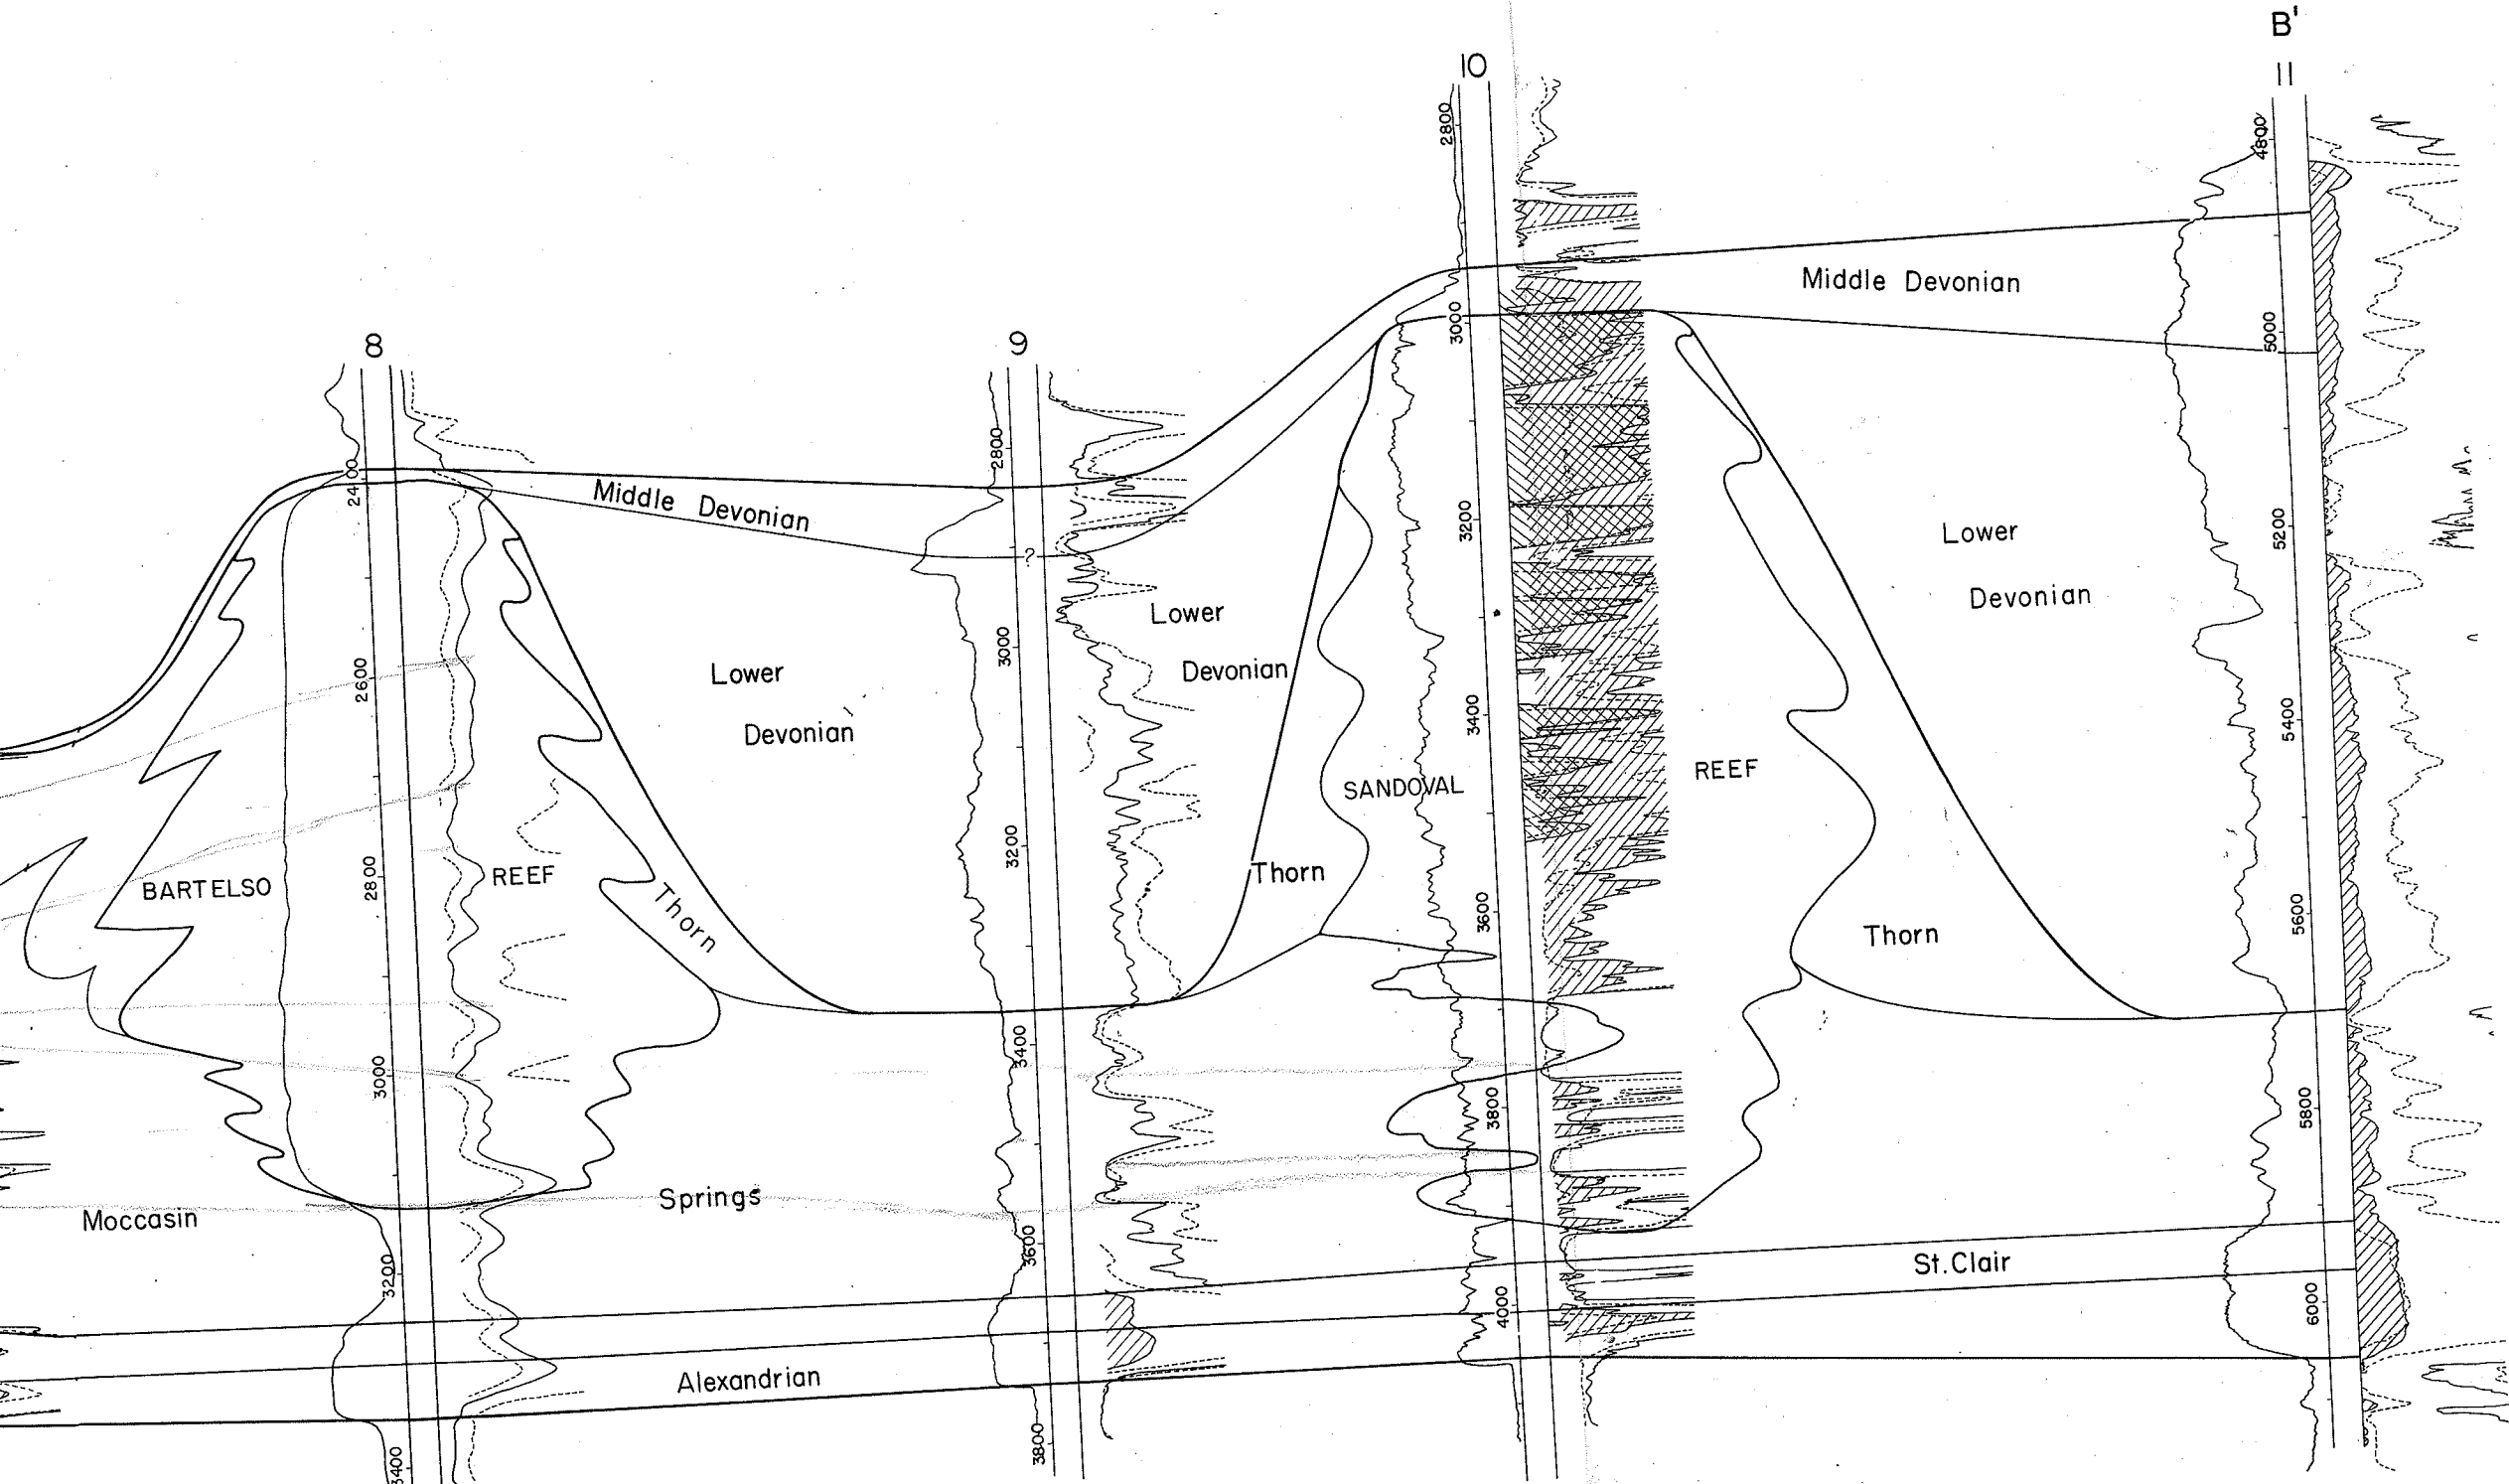 B'
10
11
8
9
2800
3000
3200
3400
3600
3800
4000
4800
5000
5200
5400
5600
5800
6000
2400
2600
2800
3000
3200
3400
2800
3000
3200
3400
3600
3800
Middle Devonian
Middle Devonian
?
Lower
Devonian
Lower
Devonian
Lower
Devonian
SANDOVAL
REEF
BARTELSO
REEF
Thorn
Thorn
Thorn
Moccasin
Springs
St. Clair
Alexandrian